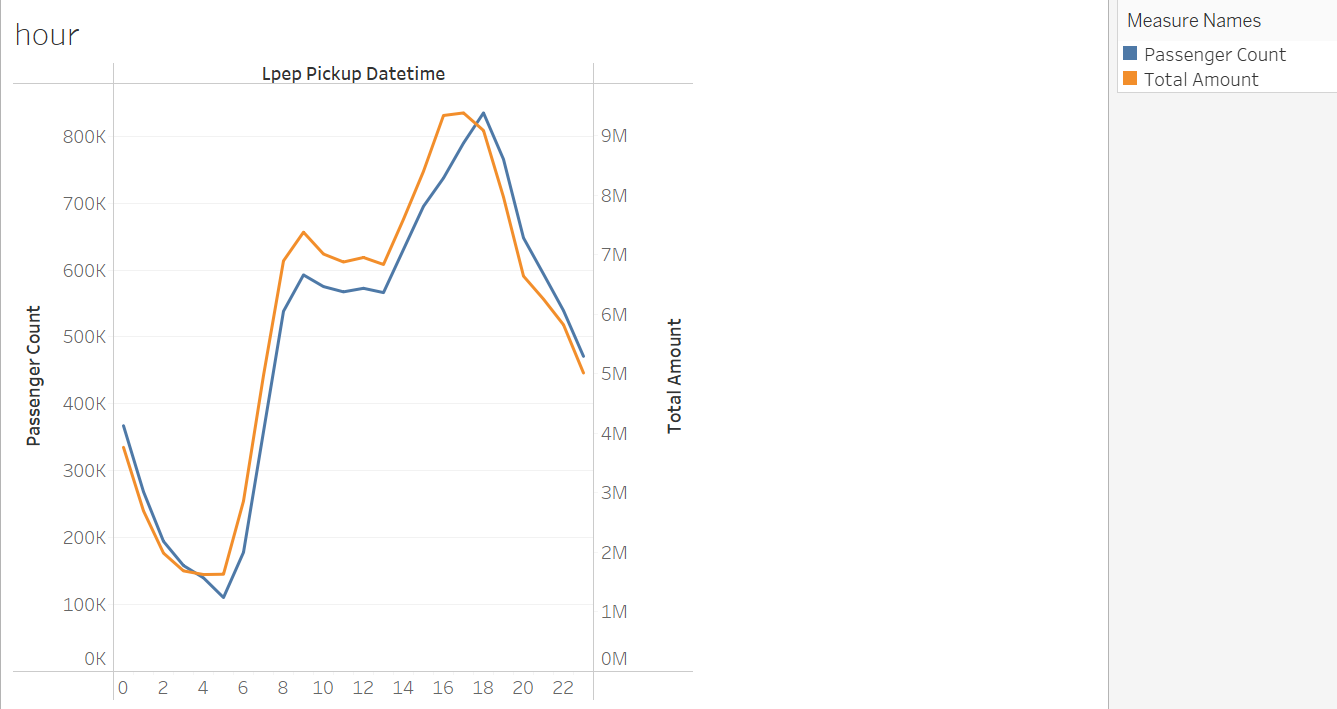 hour
Lpep Pickup Datetime
Passenger Count
800K
700K
600K
500K
400K
300K
200K
100K
0K
9M
8M
7M
6M
5M
4M
3M
2M
1M
0M
Total Amount
0 2 4 6 8 10 12 14 16 18 20 22
Measure Names
Passenger Count
Total Amount